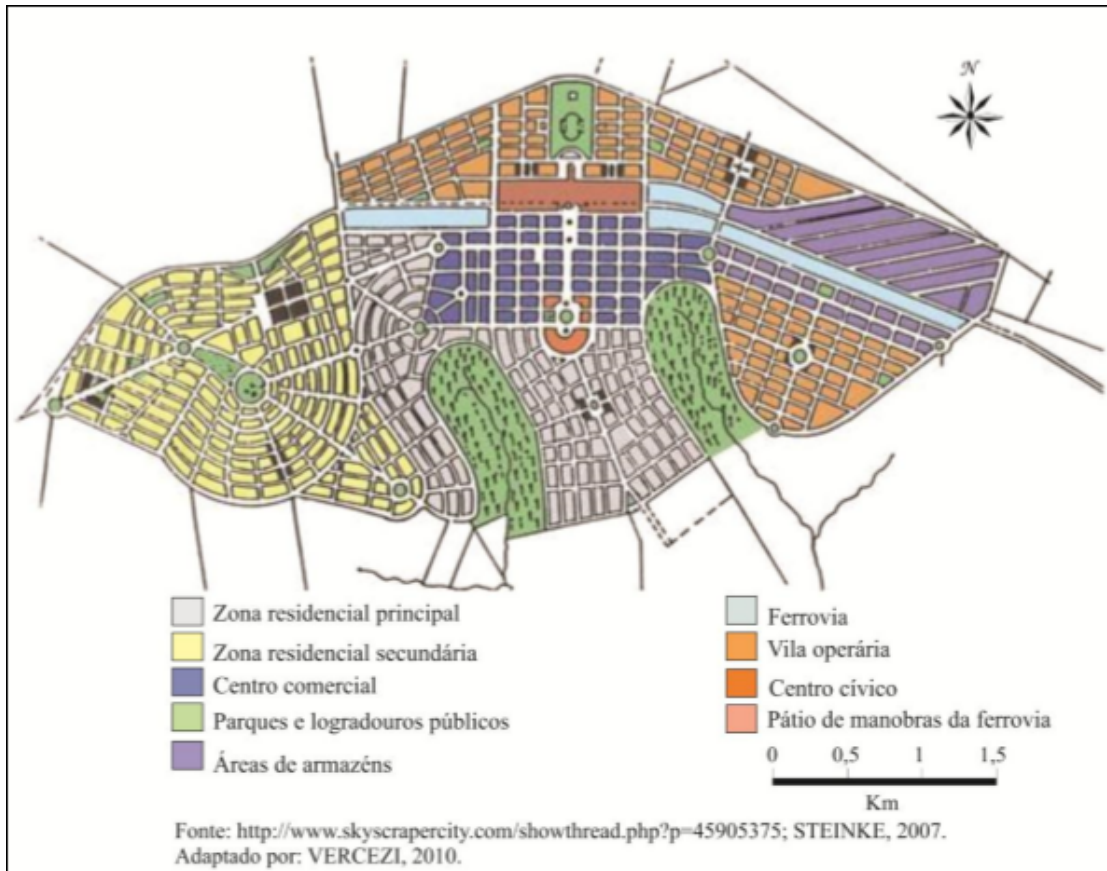 N
Zona residencial principal
Zona residencial secundária
Centro comercial
Parques e logradouros públicos
Áreas de armazéns
Ferrovia
Vila operária
Centro cívico
Pátio de manobras da ferrovia
0 0,5 1 1,5
Km
Fonte: http://www.skyscrapercity.com/showthread.php?p=45905375; STEINKE, 2007.
Adaptado por: VERCEZI, 2010.